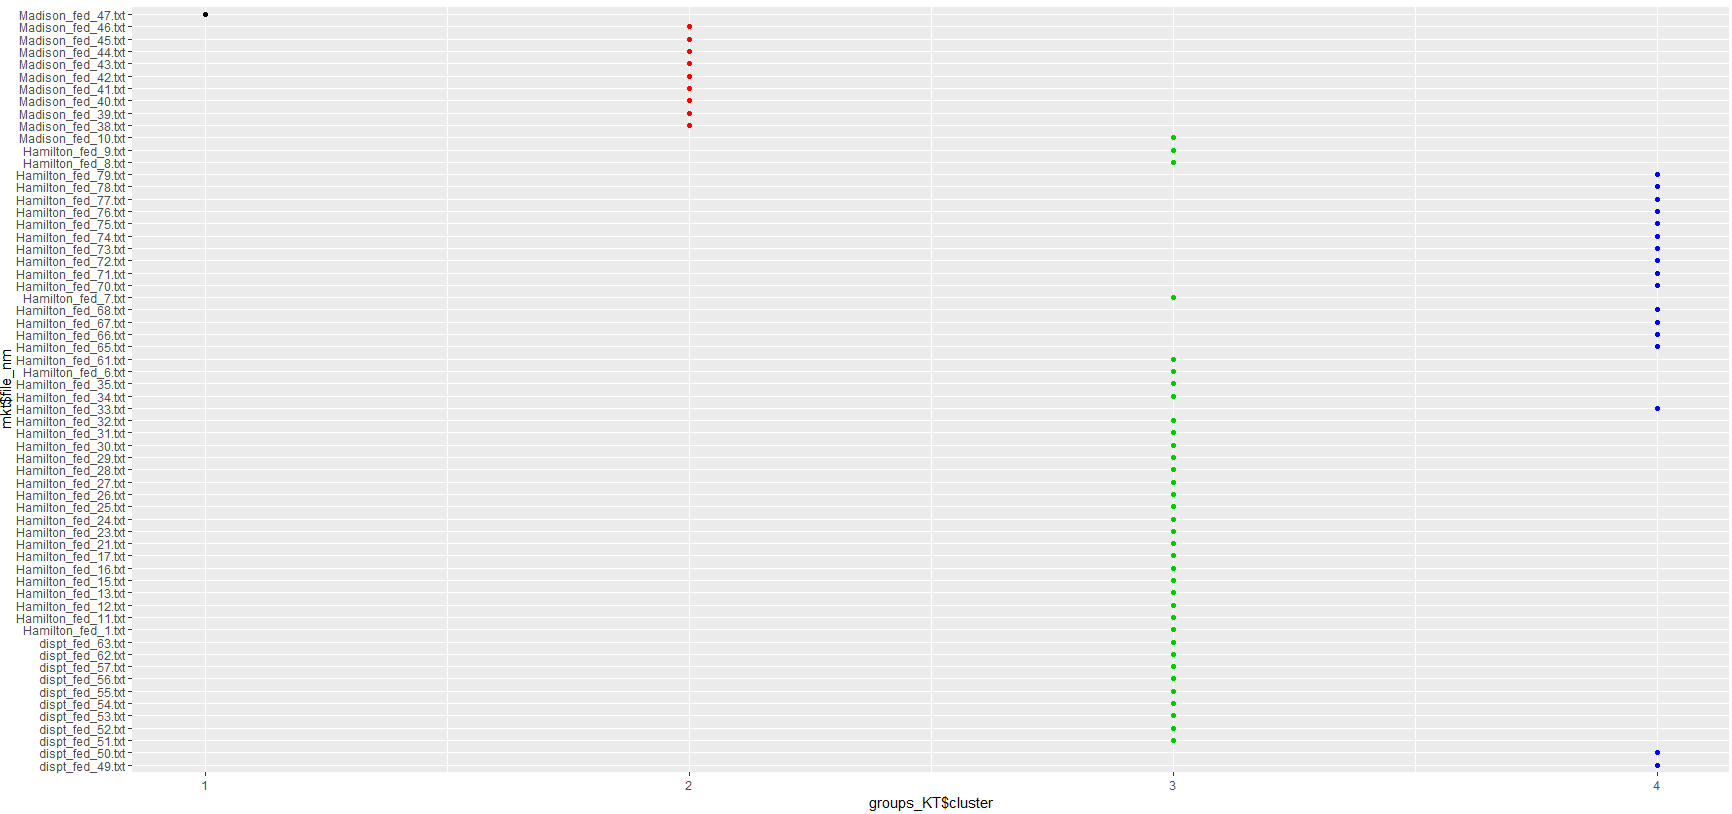 Madison_fed_47.txt
Madison_fed_46.txt
Madison_fed_45.txt
Madison_fed_44.txt
Madison_fed_43.txt
Madison_fed_42.txt
Madison_fed_41.txt
Madison_fed_40.txt
Madison_fed_39.txt
Madison_fed_38.txt
Madison_fed_10.txt
Hamilton_fed_9.txt
Hamilton_fed_8.txt
Hamilton_fed_79.txt
Hamilton_fed_78.txt
Hamilton_fed_77.txt
Hamilton_fed_76.txt
Hamilton_fed_75.txt
Hamilton_fed_74.txt
Hamilton_fed_73.txt
Hamilton_fed_72.txt
Hamilton_fed_71.txt
Hamilton_fed_70.txt
Hamilton_fed_7.txt
Hamilton_fed_68.txt
Hamilton_fed_67.txt
Hamilton_fed_66.txt
Hamilton_fed_65.txt
Hamilton_fed_61.txt
Hamilton_fed_6.txt
Hamilton_fed_35.txt
Hamilton_fed_34.txt
Hamilton_fed_33.txt
Hamilton_fed_32.txt
Hamilton_fed_31.txt
Hamilton_fed_30.txt
Hamilton_fed_29.txt
Hamilton_fed_28.txt
Hamilton_fed_27.txt
Hamilton_fed_26.txt
Hamilton_fed_25.txt
Hamilton_fed_24.txt
Hamilton_fed_23.txt
Hamilton_fed_21.txt
Hamilton_fed_17.txt
Hamilton_fed_16.txt
Hamilton_fed_15.txt
Hamilton_fed_13.txt
Hamilton_fed_12.txt
Hamilton_fed_11.txt
Hamilton_fed_1.txt
dispt_fed_63.txt
dispt_fed_62.txt
dispt_fed_57.txt
dispt_fed_56.txt
dispt_fed_55.txt
dispt_fed_54.txt
dispt_fed_53.txt
dispt_fed_52.txt
dispt_fed_51.txt
dispt_fed_50.txt
dispt_fed_49.txt
mkt$file_nm
1 2 3 4
groups_KT$cluster